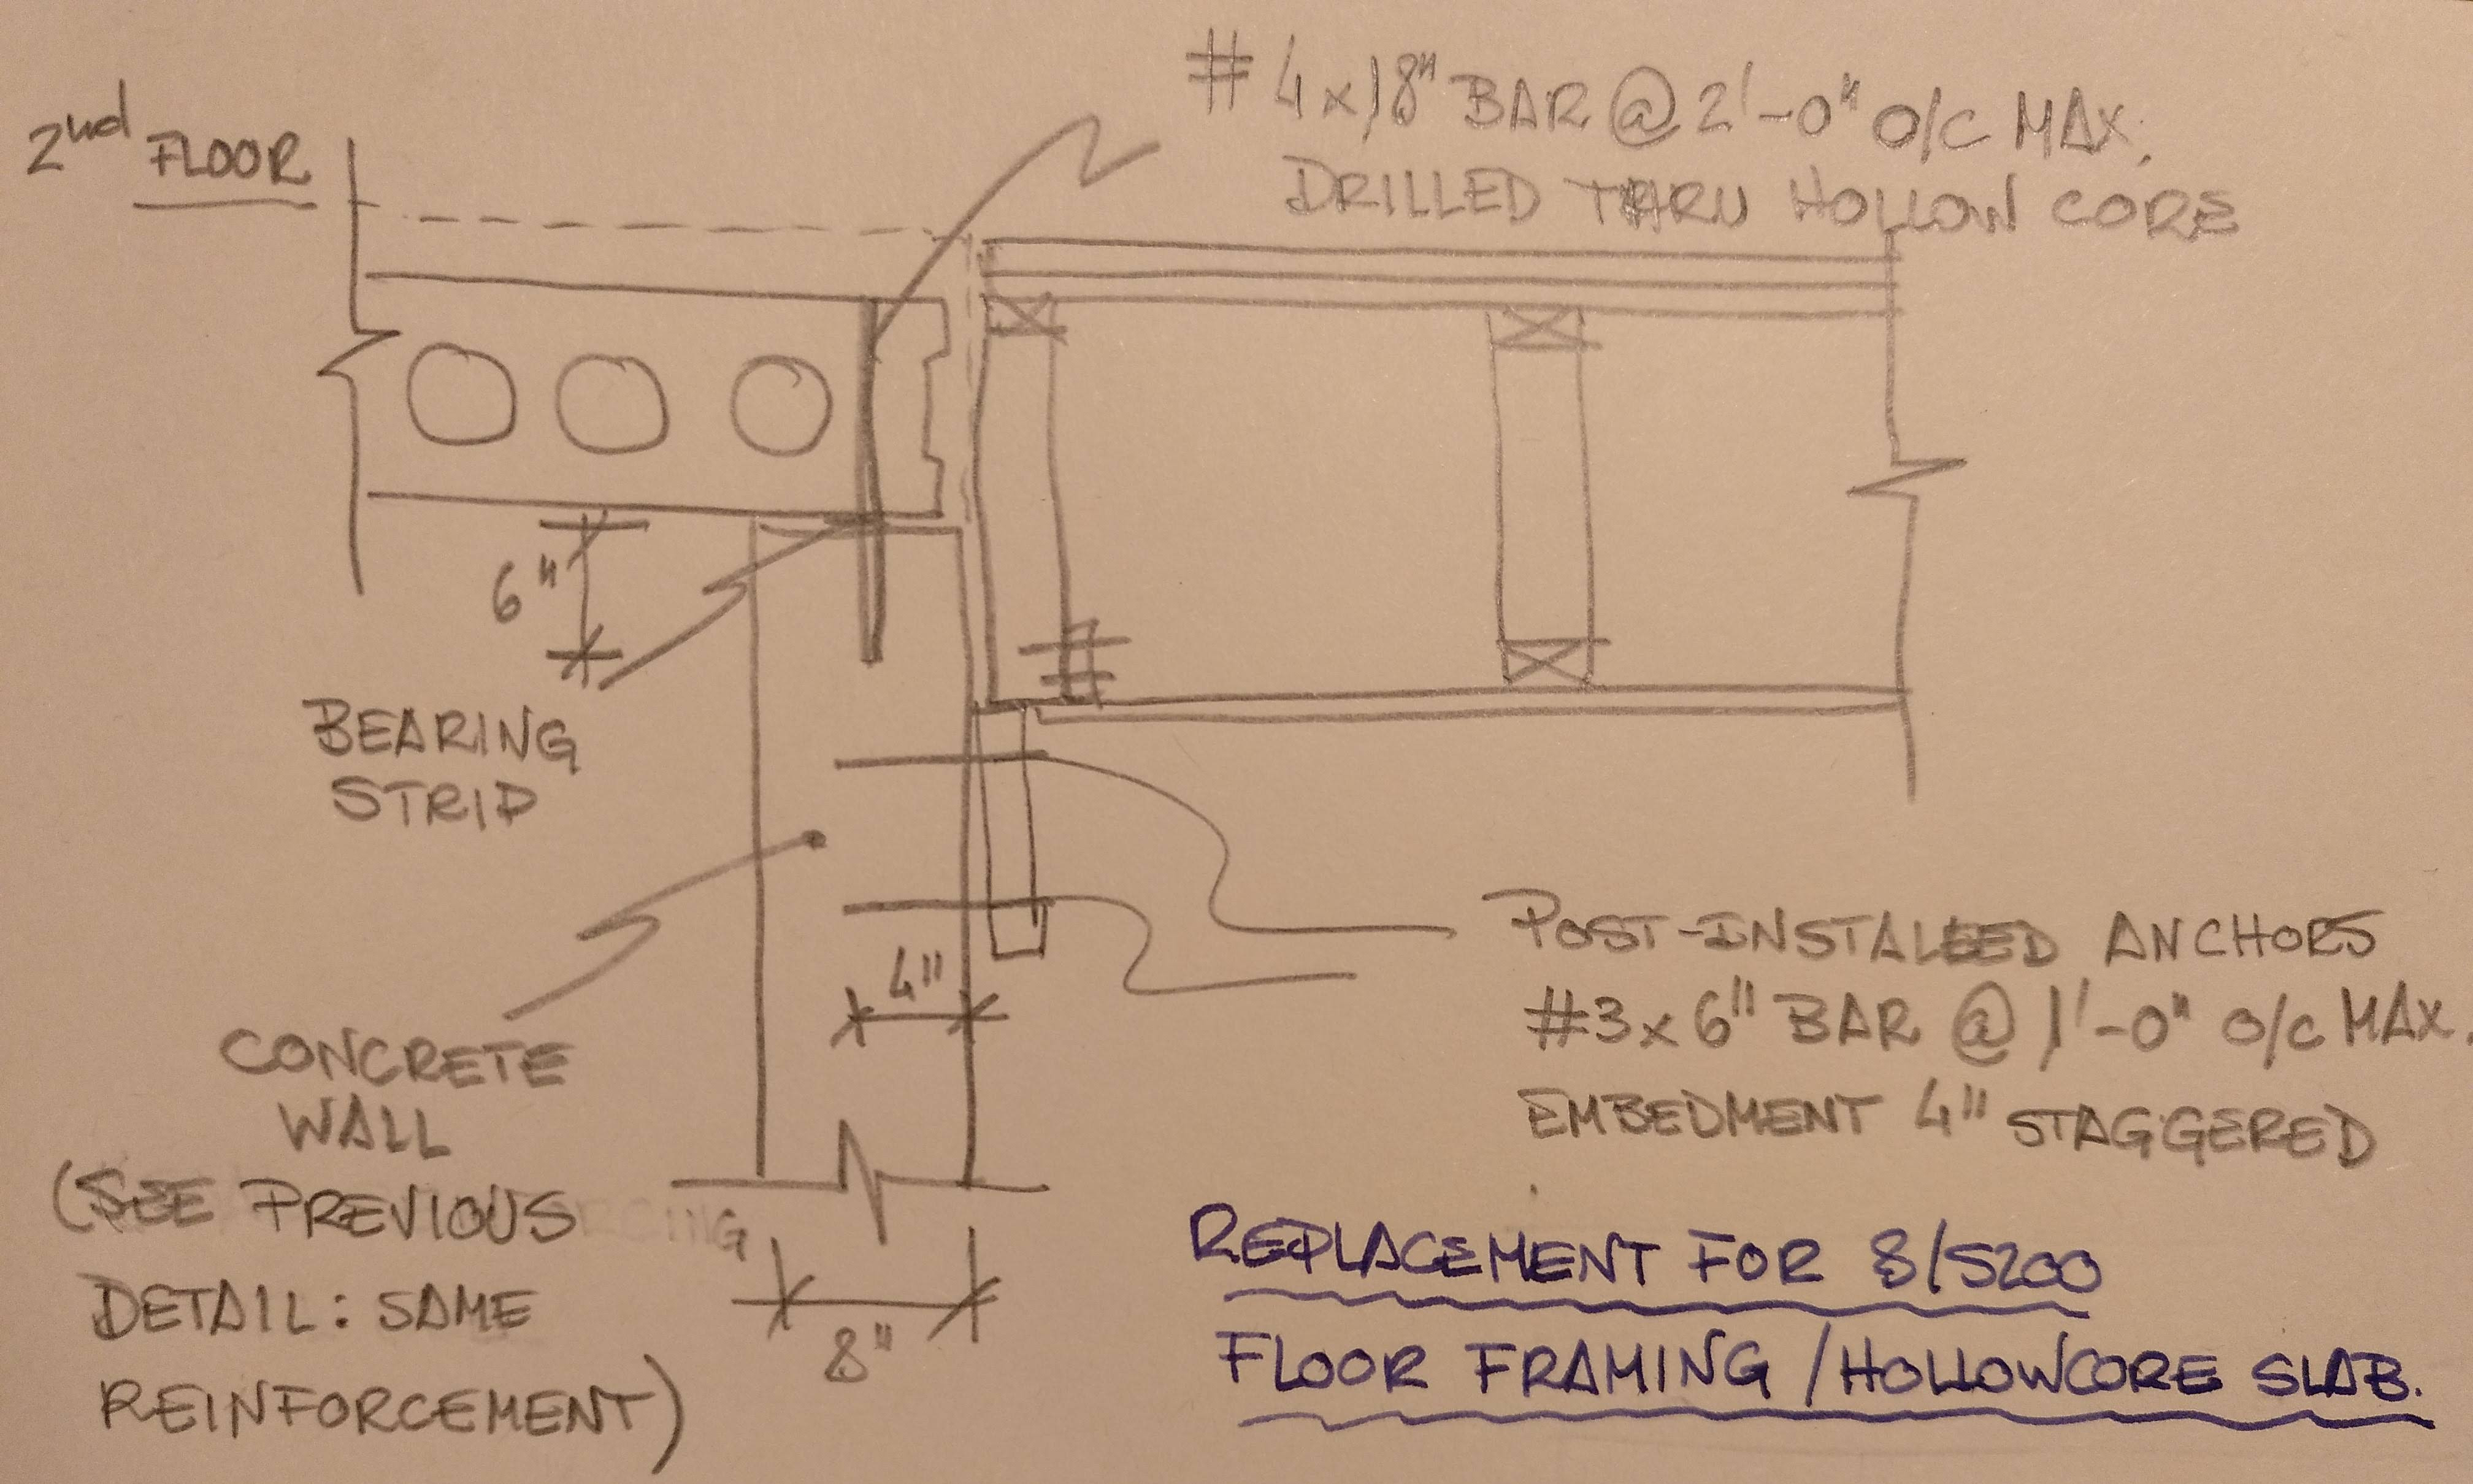 2nd FLOOR
# 4x18" BAR @ 2'-0" O/C MAX.
DRILLED THRU HOLLOW CORE
6"
BEARING
STRIP
4"
POST-INSTALLED ANCHORS
#3x6" BAR @ 1'-0" O/C MAX.
EMBEDMENT 4" STAGGERED
CONCRETE
WALL
(SEE PREVIOUS
DETAIL: SAME
REINFORCEMENT)
8"
REPLACEMENT FOR 8/S200
FLOOR FRAMING / HOLLOWCORE SLAB.